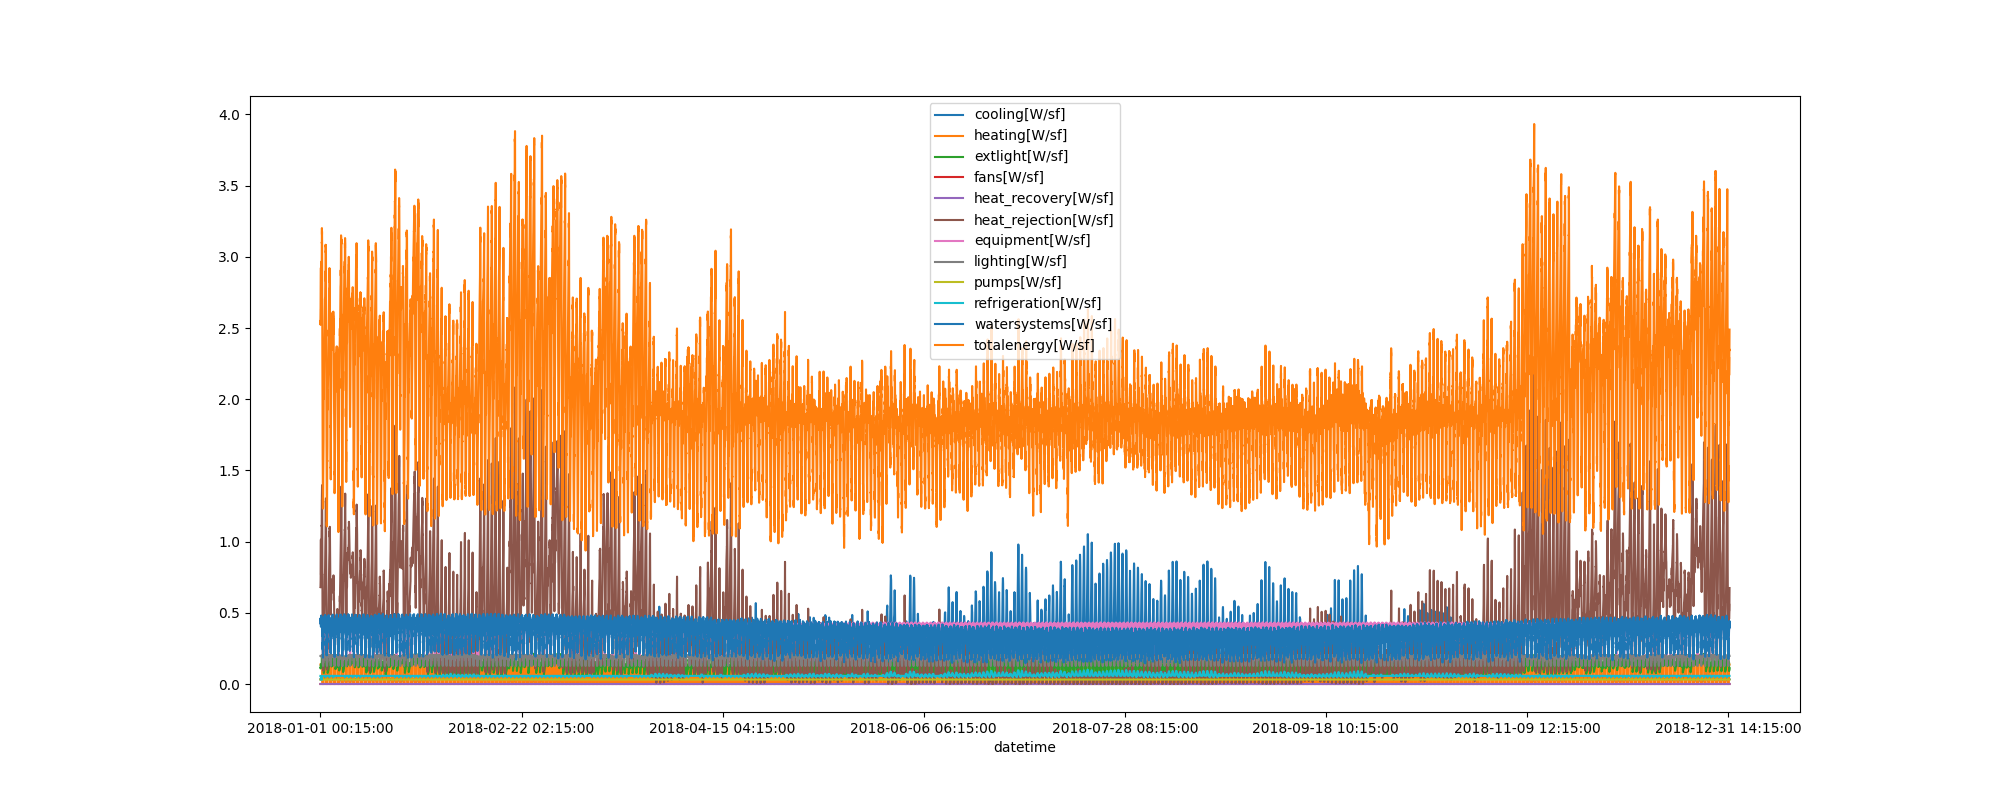 4.0
3.5
3.0
2.5
2.0
1.5
1.0
0.5
0.0
cooling[W/sf]
heating[W/sf]
extlight[W/sf]
fans[W/sf]
heat_recovery[W/sf]
heat_rejection[W/sf]
equipment[W/sf]
lighting[W/sf]
pumps[W/sf]
refrigeration[W/sf]
watersystems[W/sf]
totalenergy[W/sf]
2018-01-01 00:15:00 2018-02-22 02:15:00 2018-04-15 04:15:00 2018-06-06 06:15:00 2018-07-28 08:15:00 2018-09-18 10:15:00 2018-11-09 12:15:00 2018-12-31 14:15:00
datetime